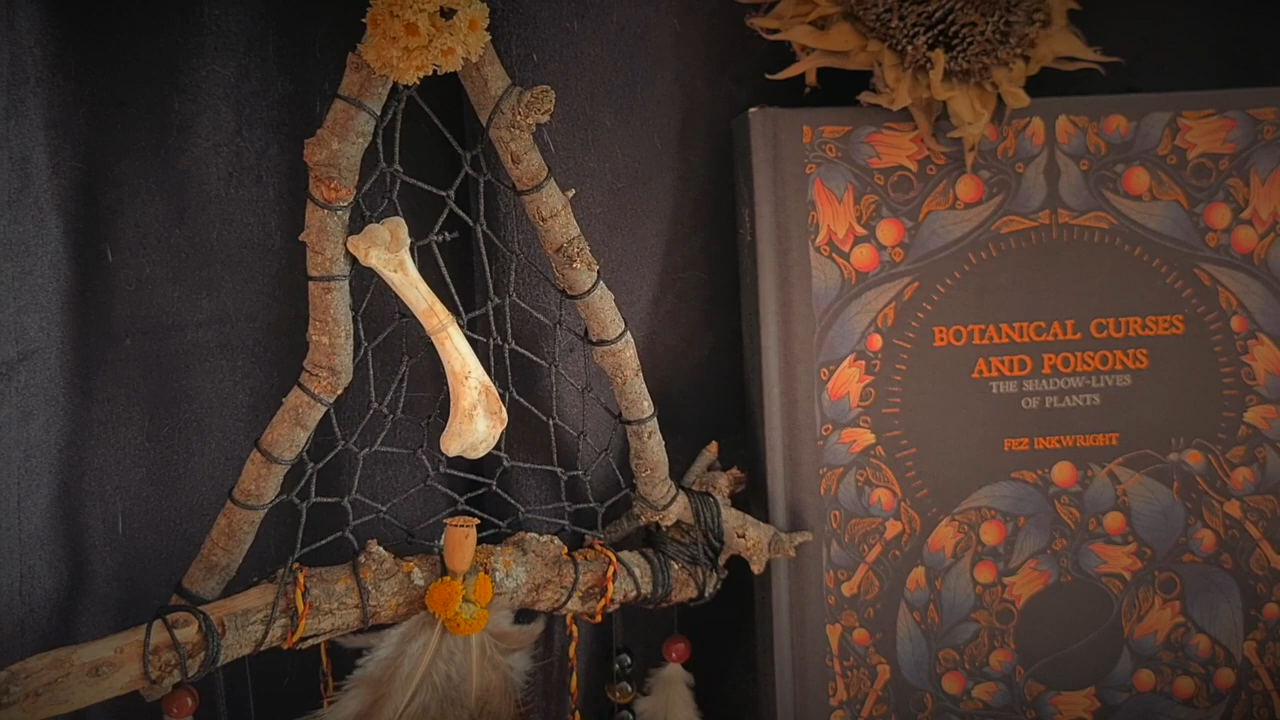 BOTANICAL CURSES
AND POISONS
THE SHADOW-LIVES
OF PLANTS
FEZ INKWRIGHT